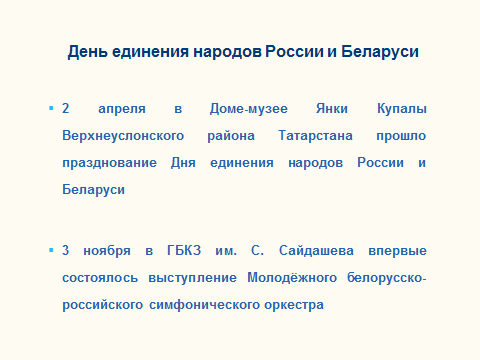 День единения народов России и Беларуси
2 апреля в Доме-музее Янки Купалы
Верхнеуслонского района Татарстана прошло
празднование Дня единения народов России и
Беларуси
3 ноября в ГБКЗ им. С. Сайдашева впервые
состоялось выступление Молодёжного белорусско-
российского симфонического оркестра